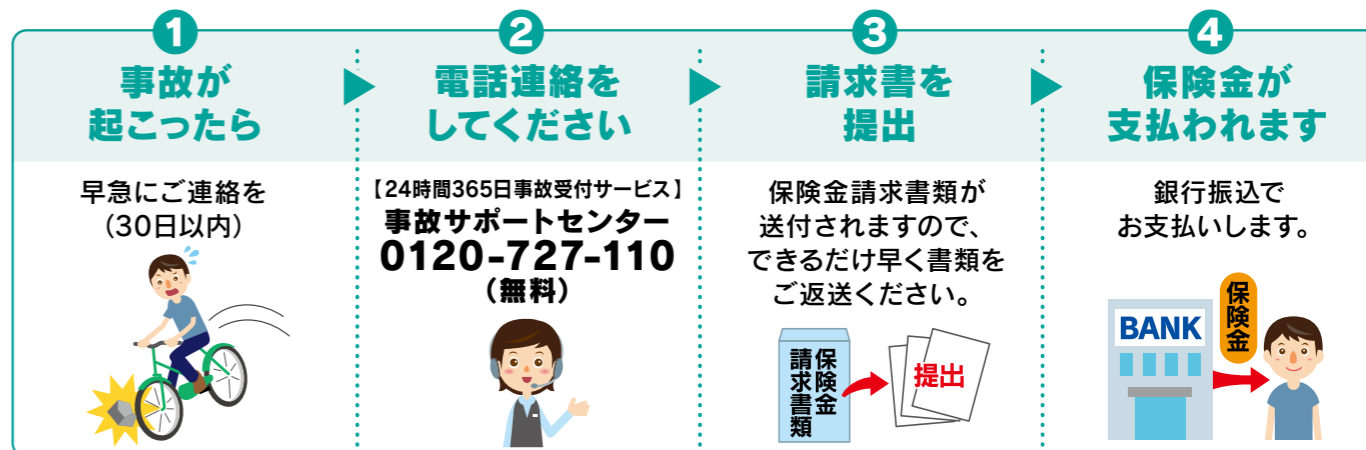 1
事故が
起こったら
早急にご連絡を
（30日以内）
2
電話連絡を
してください
【24時間365日事故受付サービス】
事故サポートセンター
0120-727-110
（無料）
3
請求書を
提出
保険金請求書類が
送付されますので、
できるだけ早く書類を
ご返送ください。
保険金
請求書類
提出
4
保険金が
支払われます
銀行振込で
お支払いします。
BANK
保険金